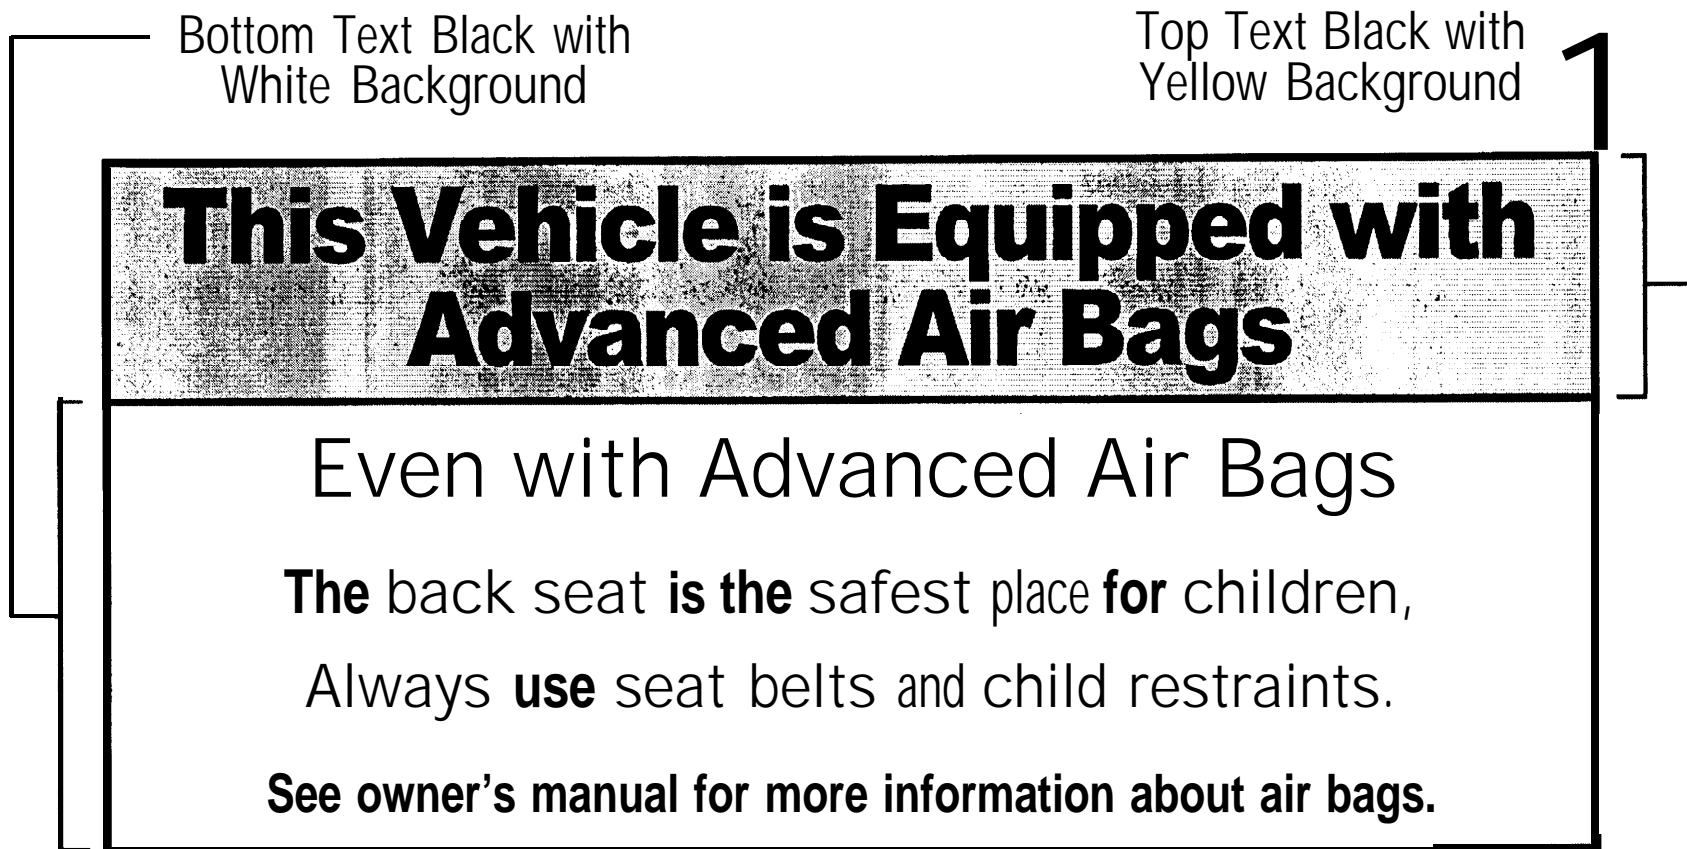 Bottom Text Black with
White Background
Top Text Black with
Yellow Background
This Vehicle is Equipped with
Advanced Air Bags
Even with Advanced Air Bags
The back seat is the safest place for children,
Always use seat belts and child restraints.
See owner's manual for more information about air bags.